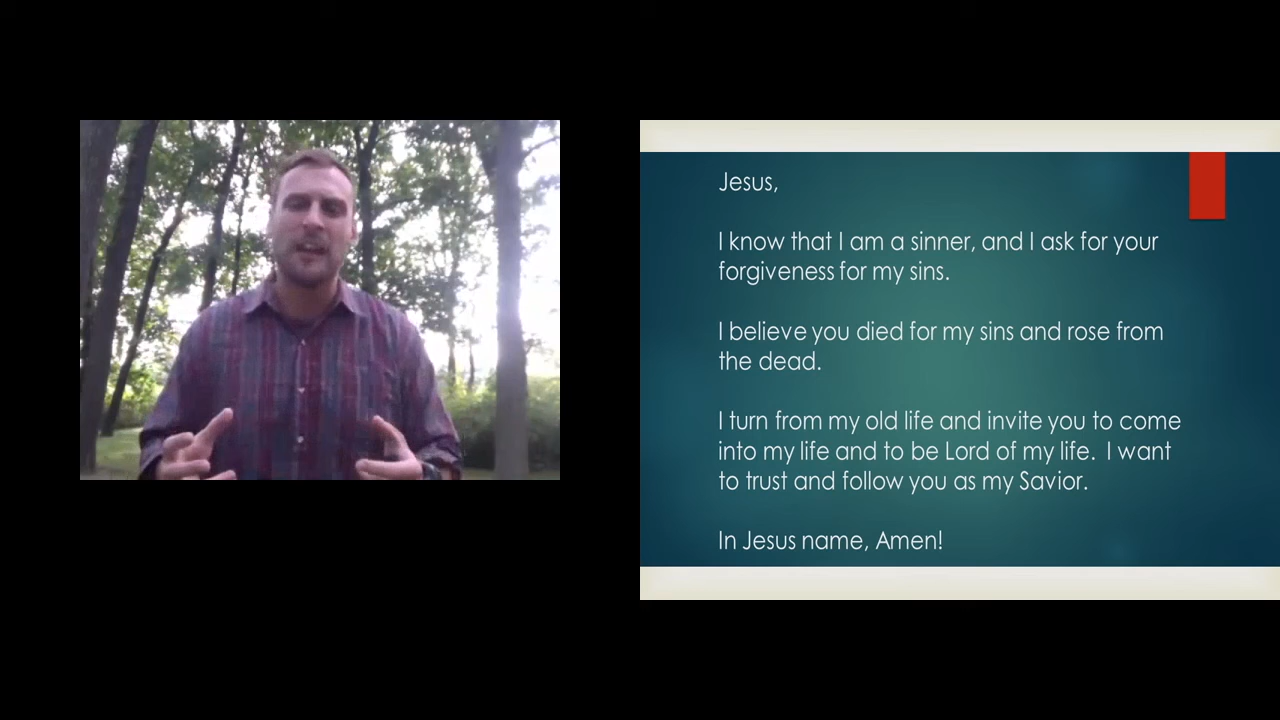 Jesus,
I know that I am a sinner, and I ask for your
forgiveness for my sins.
I believe you died for my sins and rose from
the dead.
I turn from my old life and invite you to come
into my life and to be Lord of my life.  I want
to trust and follow you as my Savior.
In Jesus name, Amen!